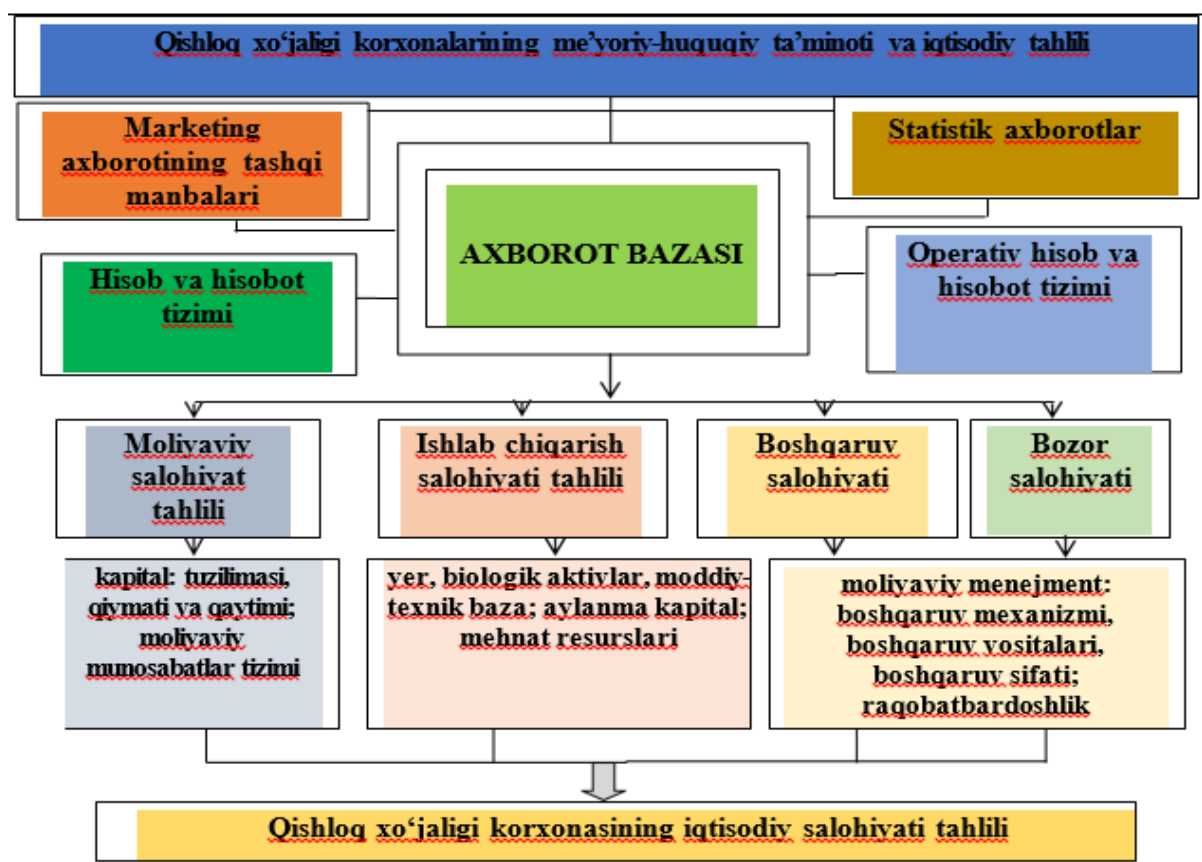 Qishloq xo‘jaligi korxonalarining me’yoriy-huquqiy ta’minoti va iqtisodiy tahlili
Marketing
axborotining tashqi
manbalari
Statistik axborotlar
AXBOROT BAZASI
Hisob va hisobot
tizimi
Operativ hisob va
hisobot tizimi
Moliyaviy
salohiyat
tahlili
Ishlab chiqarish
salohiyati tahlili
Boshqaruv
salohiyati
Bozor
salohiyati
kapital: tuzilimasi,
qiymati va qaytimi;
moliyaviy
munosabatlar tizimi
yer, biologik aktivlar, moddiy-
texnik baza; aylanma kapital;
mehnat resurslari
moliyaviy menejment:
boshqaruv mexanizmi,
boshqaruv vositalari,
boshqaruv sifati;
raqobatbardoshlik
Qishloq xo‘jaligi korxonasining iqtisodiy salohiyati tahlili